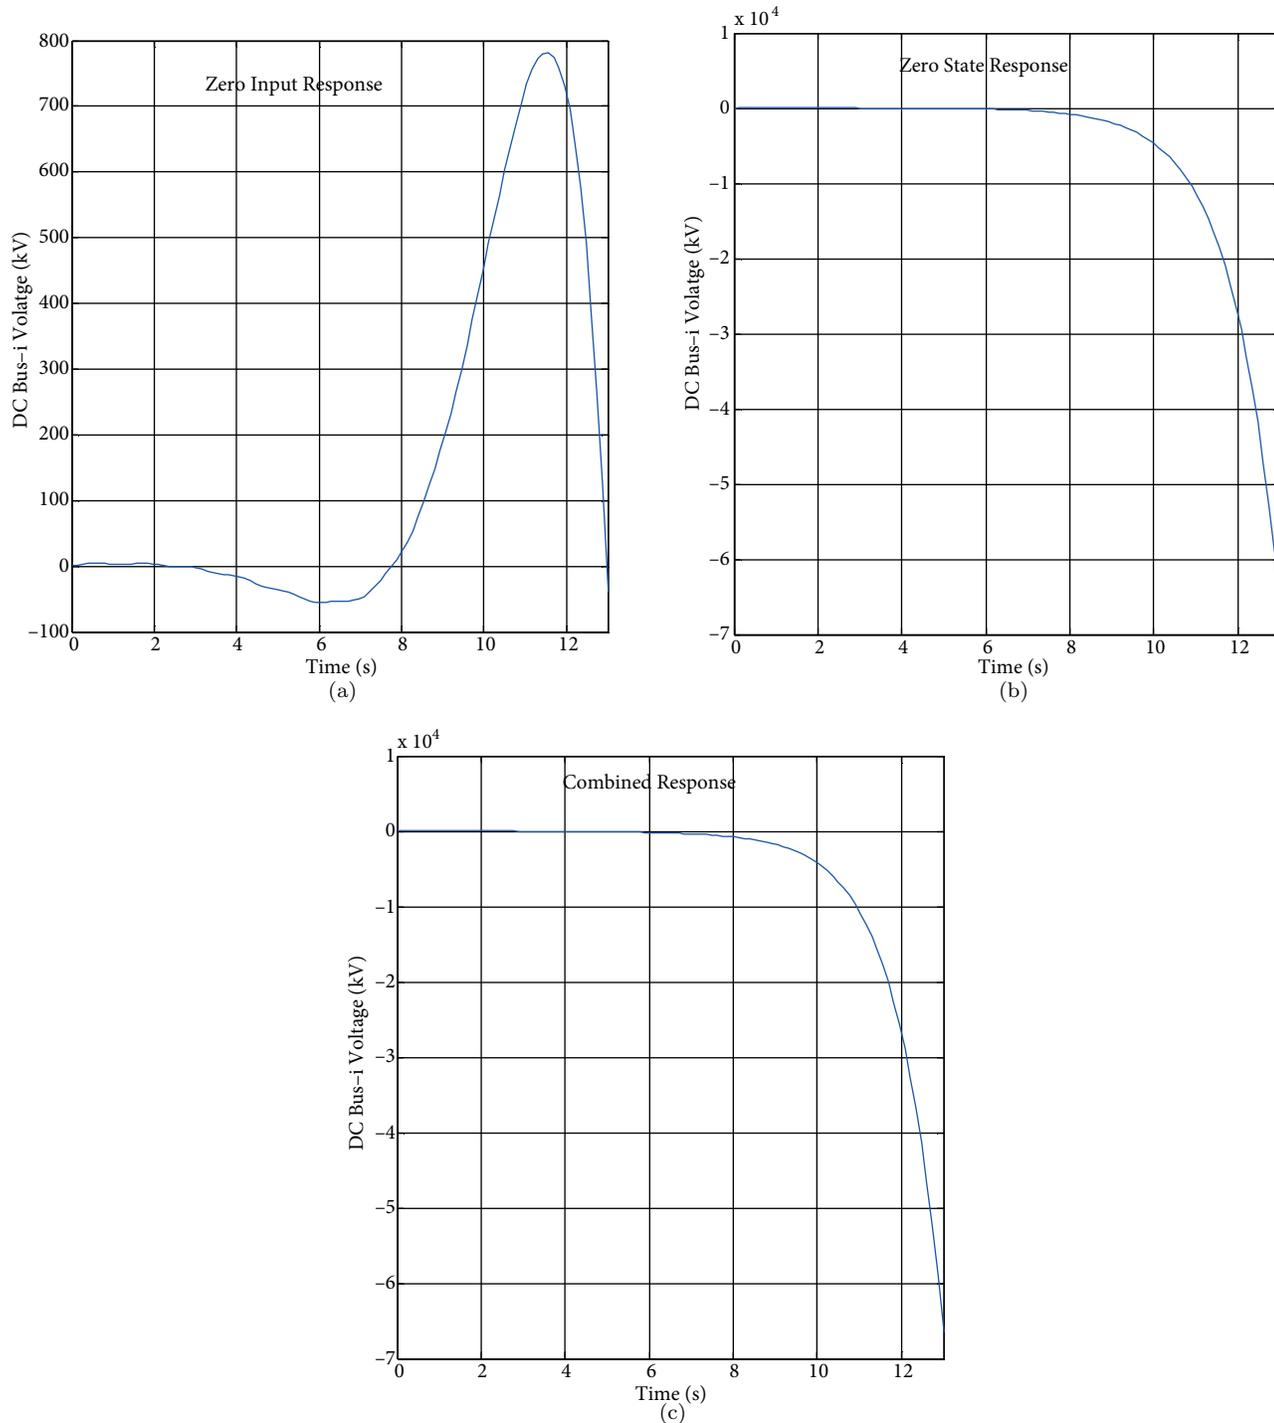 Zero Input Response
800
700
600
500
400
300
200
100
0
−100
DC Bus−i Volatge (kV)
0 2 4 6 8 10 12
Time (s)
(a)
x 10^4
Zero State Response
1
0
−1
−2
−3
−4
−5
−6
−7
DC Bus−i Volatge (kV)
0 2 4 6 8 10 12
Time (s)
(b)
x 10^4
Combined Response
1
0
−1
−2
−3
−4
−5
−6
−7
DC Bus−i Voltage (kV)
0 2 4 6 8 10 12
Time (s)
(c)